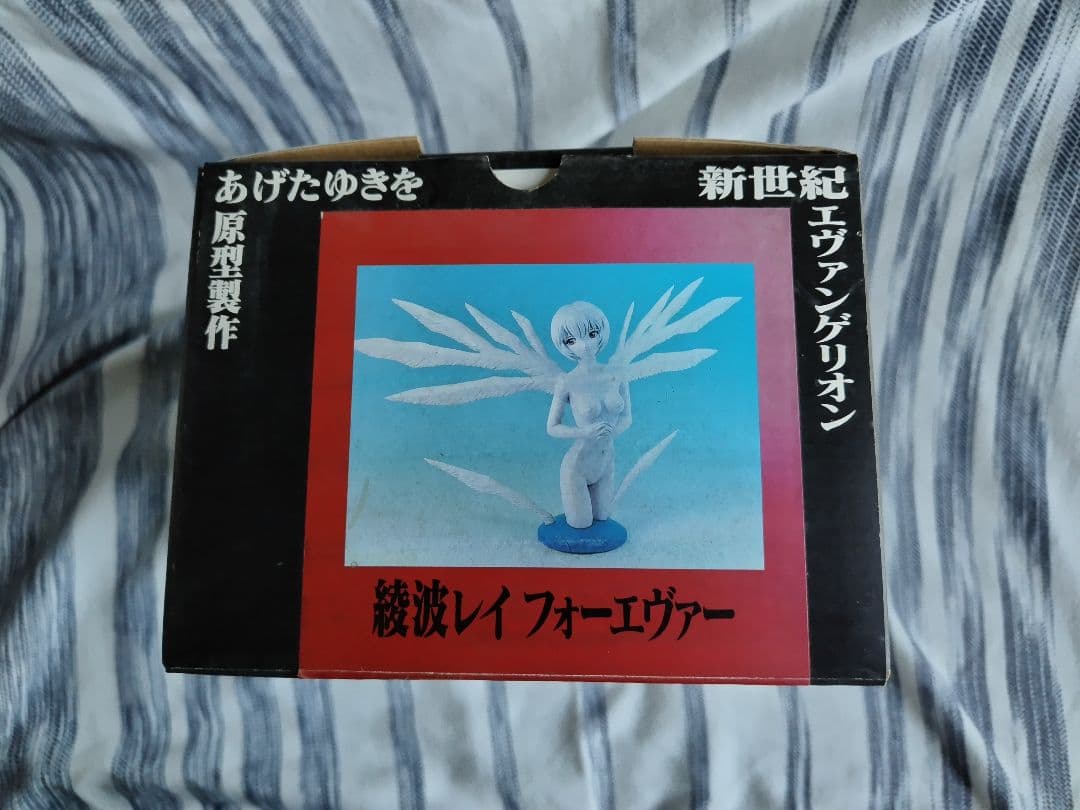 あげたゆきを
原型製作
新世紀
エヴァンゲリオン
綾波レイ フォーエヴァー